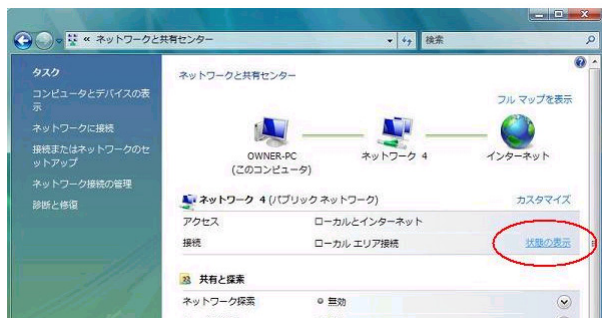 « ネットワークと共有センター
検索
タスク
コンピュータとデバイスの表
示
ネットワークに接続
接続またはネットワークのセ
ットアップ
ネットワーク接続の管理
診断と修復
ネットワークと共有センター
フル マップを表示
OWNER-PC
(このコンピュータ)
ネットワーク 4
インターネット
ネットワーク 4 (パブリック ネットワーク)
カスタマイズ
アクセス
ローカルとインターネット
接続
ローカル エリア接続
状態の表示
共有と探索
ネットワーク探索
無効